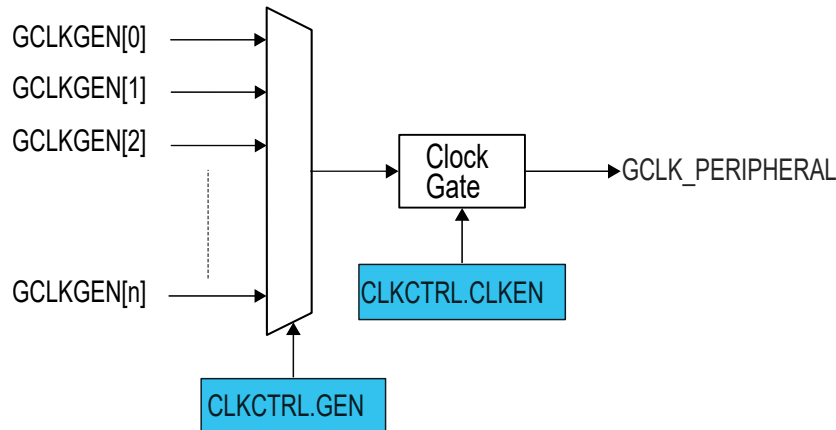 GCLKGEN[0]
GCLKGEN[1]
GCLKGEN[2]
GCLKGEN[n]
Clock
Gate
GCLK_PERIPHERAL
CLKCTRL.CLKEN
CLKCTRL.GEN